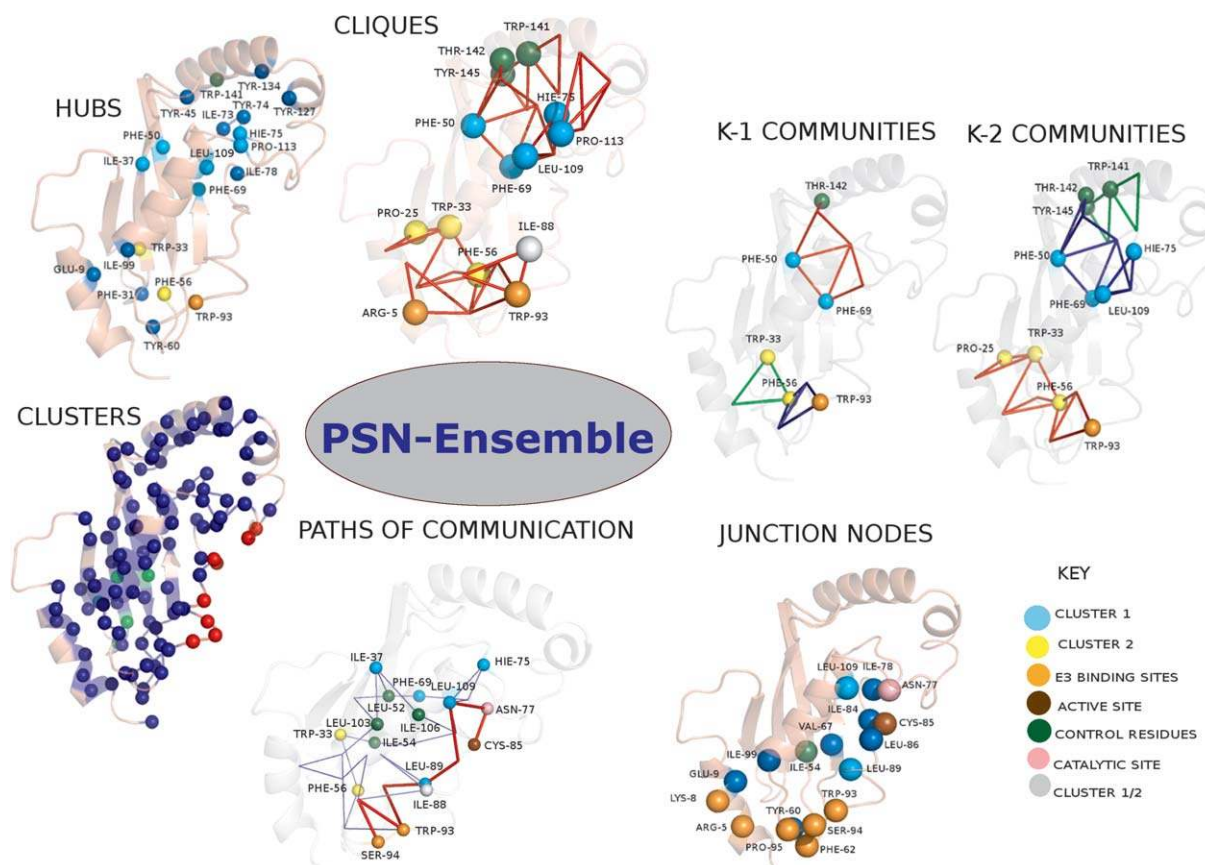 HUBS
TYR-134
TRP-141
TYR-45
TYR-74
TYR-127
ILE-73
PHE-50
HIE-75
PRO-113
ILE-37
LEU-109
ILE-78
PHE-69
TRP-33
ILE-99
GLU-9
PHE-31
PHE-56
TRP-93
TYR-60
CLIQUES
TRP-141
THR-142
TYR-145
HIE-75
PHE-50
PRO-113
LEU-109
PHE-69
TRP-33
PRO-25
ILE-88
PHE-56
ARG-5
TRP-93
K-1 COMMUNITIES
THR-142
PHE-50
PHE-69
TRP-33
PHE-56
TRP-93
K-2 COMMUNITIES
TRP-141
THR-142
TYR-145
PHE-50
HIE-75
PHE-69
LEU-109
TRP-33
PRO-25
PHE-56
TRP-93
CLUSTERS
PSN-Ensemble
PATHS OF COMMUNICATION
ILE-37
HIE-75
PHE-69
LEU-109
LEU-52
ASN-77
LEU-103
ILE-106
TRP-33
ILE-54
CYS-85
LEU-89
PHE-56
ILE-88
TRP-93
SER-94
JUNCTION NODES
LEU-109
ILE-78
ASN-77
ILE-84
VAL-67
CYS-85
LEU-86
ILE-99
ILE-54
LEU-89
GLU-9
LYS-8
TRP-93
TYR-60
ARG-5
SER-94
PRO-95
PHE-62
KEY
CLUSTER 1
CLUSTER 2
E3 BINDING SITES
ACTIVE SITE
CONTROL RESIDUES
CATALYTIC SITE
CLUSTER 1/2